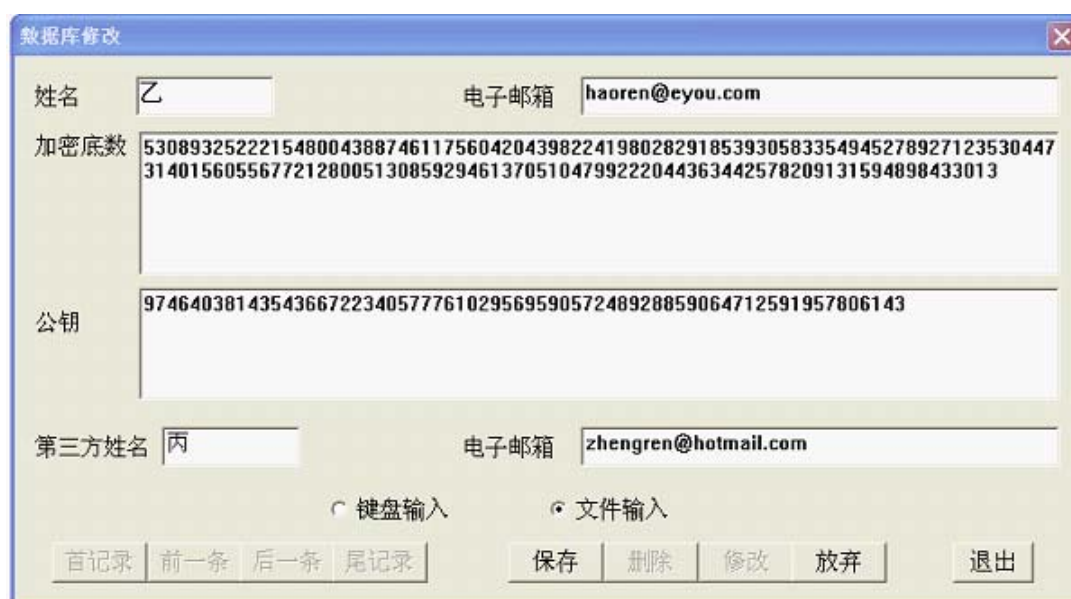 数据库修改
姓名 乙 电子邮箱 haoren@eyou.com
加密底数 5308932522215480043887461175604204398224198028291853930583354945278927123530447
31401560556772128005130859294613705104799222044363442578209131594898433013
公钥 974640381435436672234057776102956959057248928859064712591957806143
第三方姓名 丙 电子邮箱 zhengren@hotmail.com
键盘输入 文件输入
首记录 前一条 后一条 尾记录 保存 删除 修改 放弃 退出